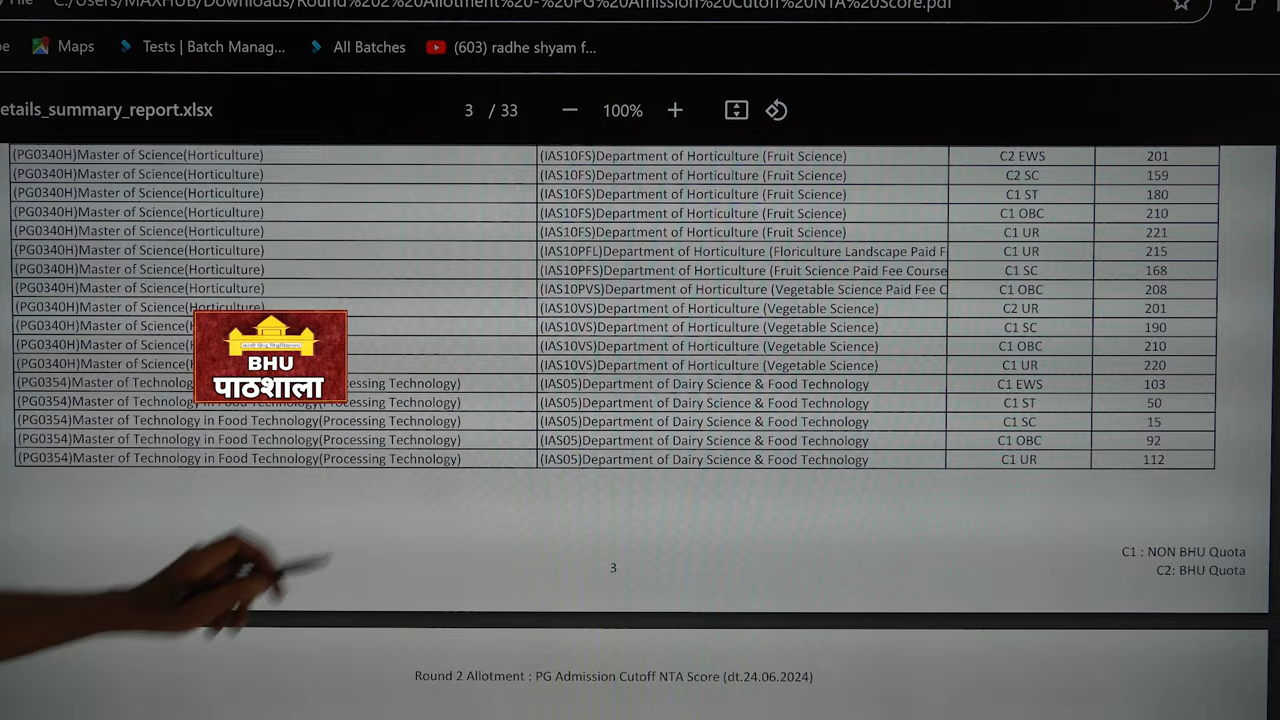 C:/Users/MAXHUB/Downloads/Round%202%20Allotment%20-%20PG%20Amission%20Cutoff%20NTA%20Score.pdf
Maps Tests | Batch Manag... All Batches (603) radhe shyam f...
etails_summary_report.xlsx 3 / 33 100%
(PG0340H)Master of Science(Horticulture) (IAS10FS)Department of Horticulture (Fruit Science) C2 EWS 201
(PG0340H)Master of Science(Horticulture) (IAS10FS)Department of Horticulture (Fruit Science) C2 SC 159
(PG0340H)Master of Science(Horticulture) (IAS10FS)Department of Horticulture (Fruit Science) C1 ST 180
(PG0340H)Master of Science(Horticulture) (IAS10FS)Department of Horticulture (Fruit Science) C1 OBC 210
(PG0340H)Master of Science(Horticulture) (IAS10FS)Department of Horticulture (Fruit Science) C1 UR 221
(PG0340H)Master of Science(Horticulture) (IAS10PFL)Department of Horticulture (Floriculture Landscape Paid F C1 UR 215
(PG0340H)Master of Science(Horticulture) (IAS10PFS)Department of Horticulture (Fruit Science Paid Fee Course C1 SC 168
(PG0340H)Master of Science(Horticulture) (IAS10PVS)Department of Horticulture (Vegetable Science Paid Fee C C1 OBC 208
(PG0340H)Master of Science(Horticulture) (IAS10VS)Department of Horticulture (Vegetable Science) C2 UR 201
(PG0340H)Master of Science(H (IAS10VS)Department of Horticulture (Vegetable Science) C1 SC 190
(PG0340H)Master of Science(H (IAS10VS)Department of Horticulture (Vegetable Science) C1 OBC 210
(PG0340H)Master of Science(H (IAS10VS)Department of Horticulture (Vegetable Science) C1 UR 220
(PG0354)Master of Technolog essing Technology) (IAS05)Department of Dairy Science & Food Technology C1 EWS 103
(PG0354)Master of Technology in Food Technology(Processing Technology) (IAS05)Department of Dairy Science & Food Technology C1 ST 50
(PG0354)Master of Technology in Food Technology(Processing Technology) (IAS05)Department of Dairy Science & Food Technology C1 SC 15
(PG0354)Master of Technology in Food Technology(Processing Technology) (IAS05)Department of Dairy Science & Food Technology C1 OBC 92
(PG0354)Master of Technology in Food Technology(Processing Technology) (IAS05)Department of Dairy Science & Food Technology C1 UR 112
काशी हिन्दू विश्वविद्यालय
BHU
पाठशाला
3
C1 : NON BHU Quota
C2: BHU Quota
Round 2 Allotment : PG Admission Cutoff NTA Score (dt.24.06.2024)